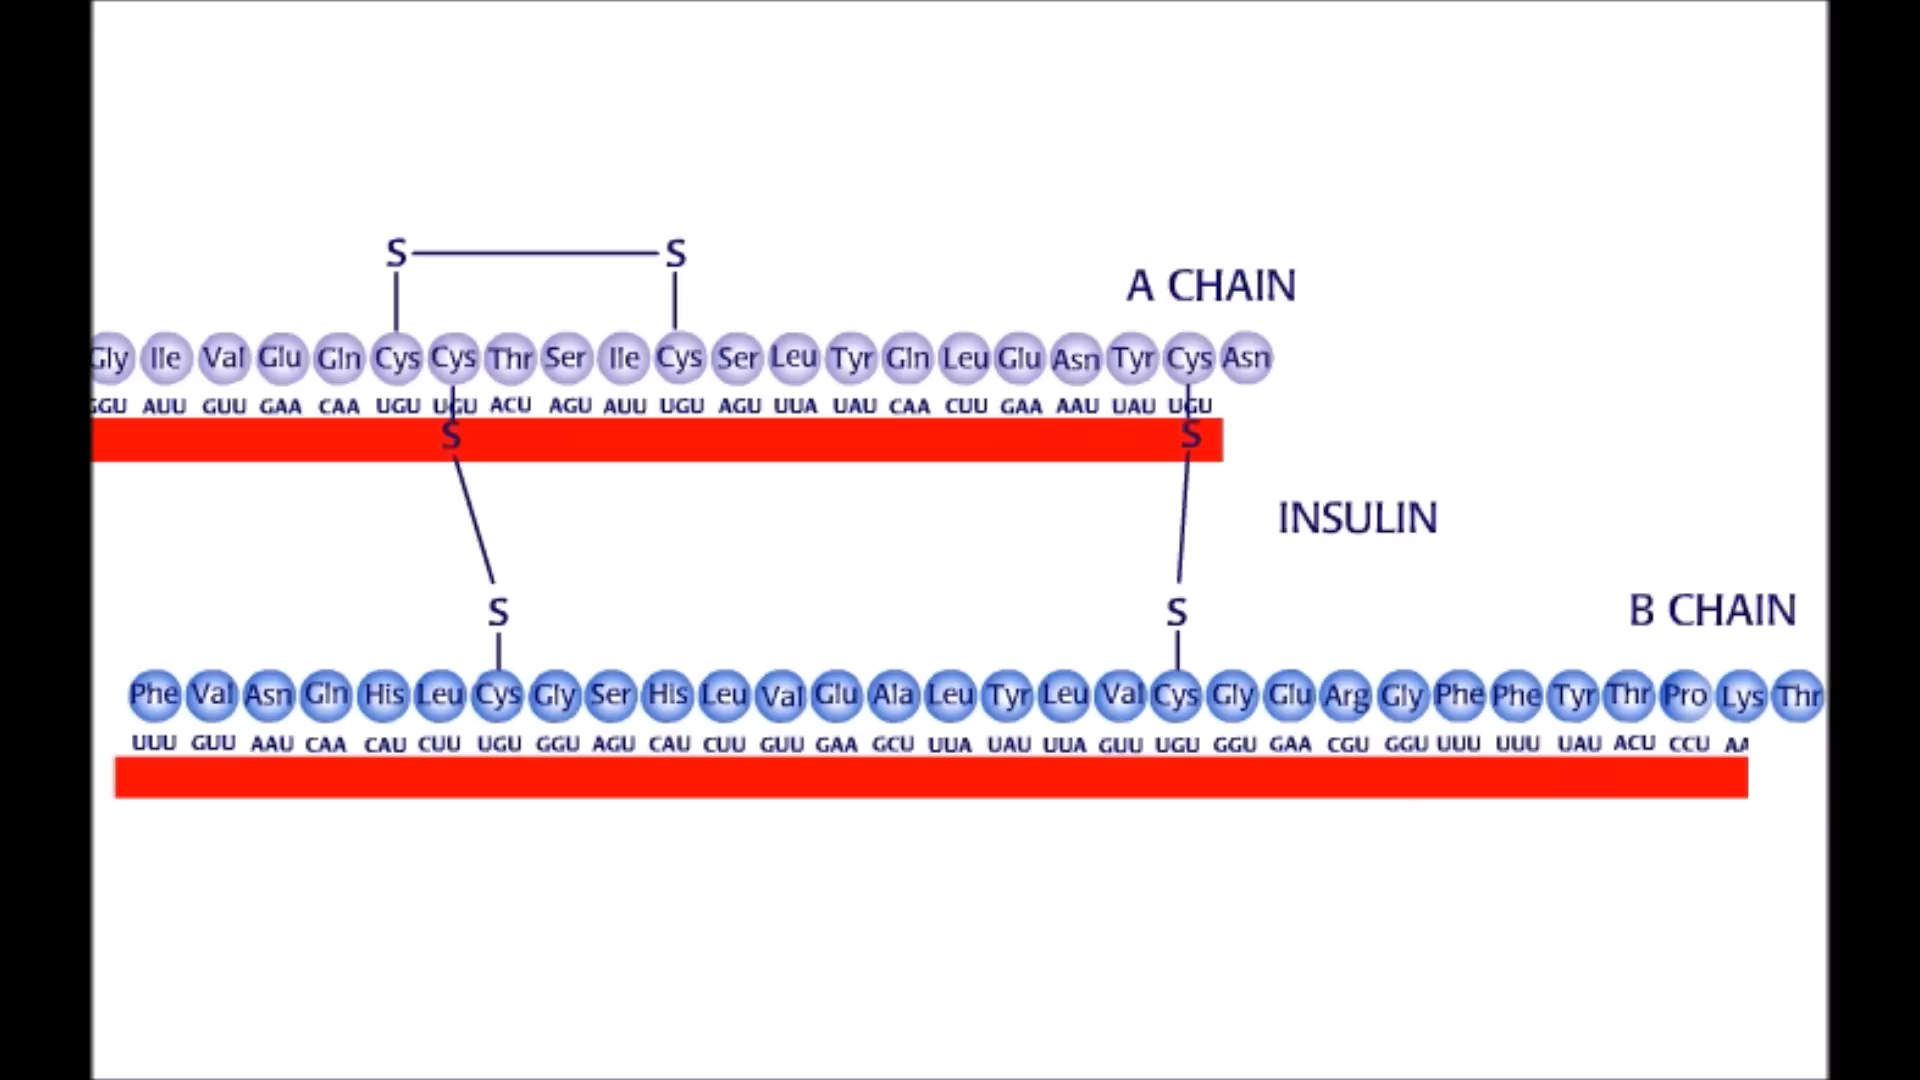 S S
A CHAIN
Gly Ile Val Glu Gln Cys Cys Thr Ser Ile Cys Ser Leu Tyr Gln Leu Glu Asn Tyr Cys Asn
GGU AUU GUU GAA CAA UGU UGU ACU AGU AUU UGU AGU UUA UAU CAA CUU GAA AAU UAU UGU
S S
INSULIN
S S
B CHAIN
Phe Val Asn Gln His Leu Cys Gly Ser His Leu Val Glu Ala Leu Tyr Leu Val Cys Gly Glu Arg Gly Phe Phe Tyr Thr Pro Lys Thr
UUU GUU AAU CAA CAU CUU UGU GGU AGU CAU CUU GUU GAA GCU UUA UAU UUA GUU UGU GGU GAA CGU GGU UUU UUU UAU ACU CCU AA